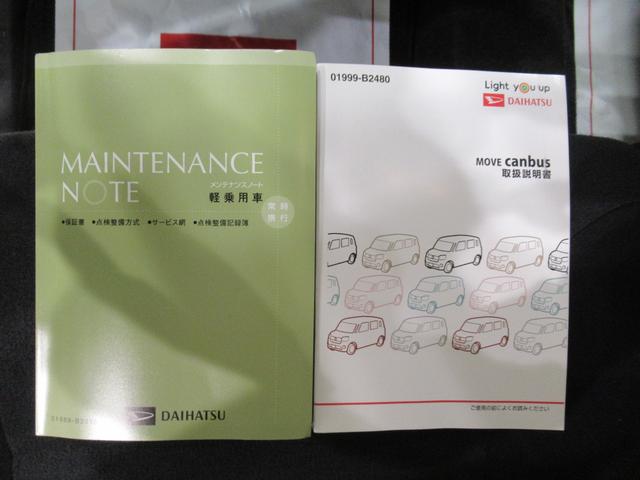 MAINTENANCE
NOTE
メンテナンスノート
軽乗用車
常時
携行
●保証書 ●点検整備方式 ●サービス網 ●点検整備記録簿
DAIHATSU
01999-B2480
Light you up
DAIHATSU
MOVE canbus
取扱説明書
ご使用の前によくお読みください